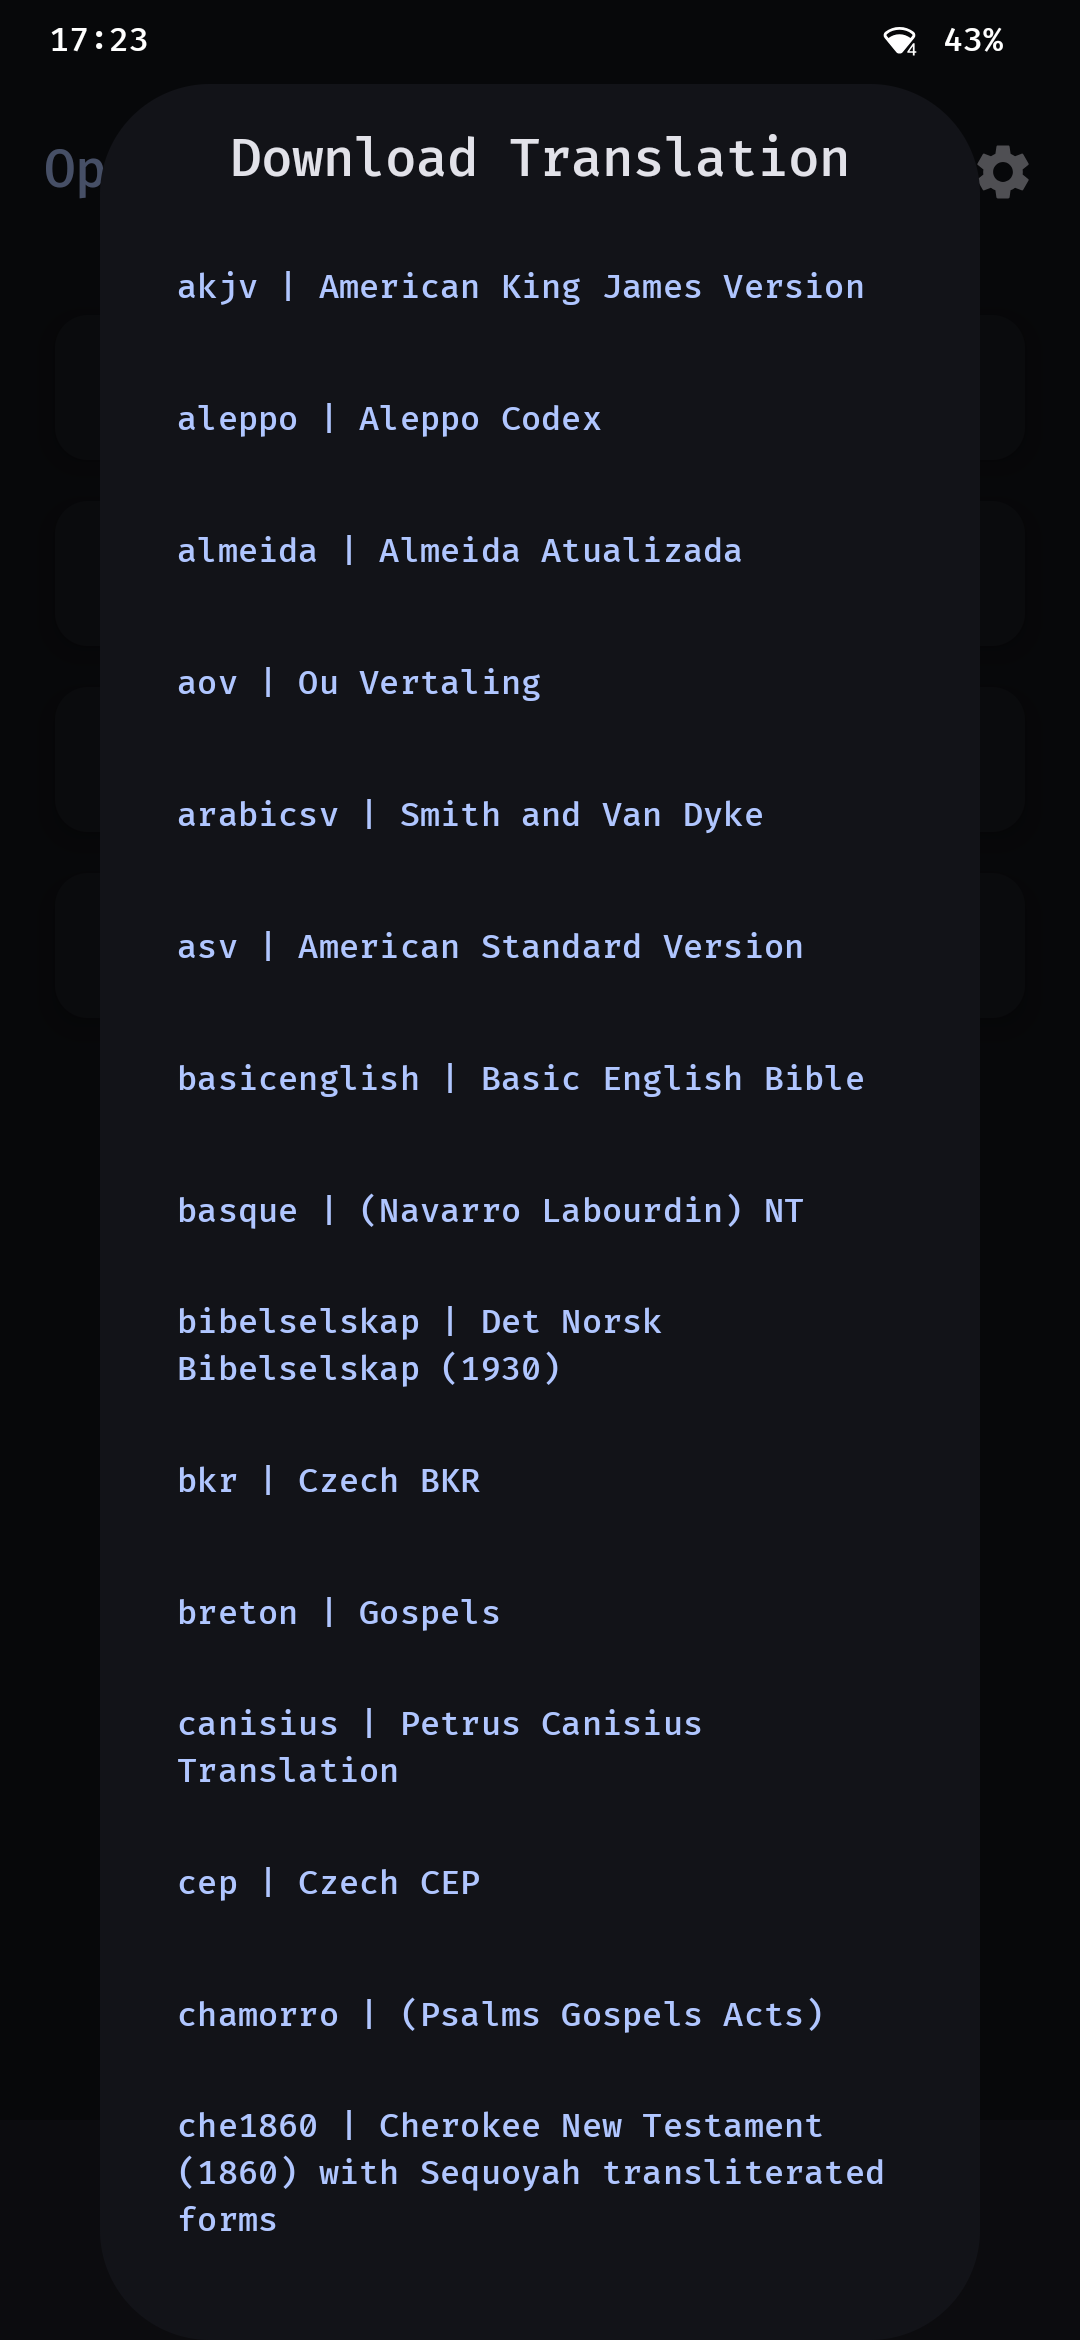 17:23
4
43%
Op
Download Translation
akjv | American King James Version
aleppo | Aleppo Codex
almeida | Almeida Atualizada
aov | Ou Vertaling
arabicsv | Smith and Van Dyke
asv | American Standard Version
basicenglish | Basic English Bible
basque | (Navarro Labourdin) NT
bibelselskap | Det Norsk
Bibelselskap (1930)
bkr | Czech BKR
breton | Gospels
canisius | Petrus Canisius
Translation
cep | Czech CEP
chamorro | (Psalms Gospels Acts)
che1860 | Cherokee New Testament
(1860) with Sequoyah transliterated
forms